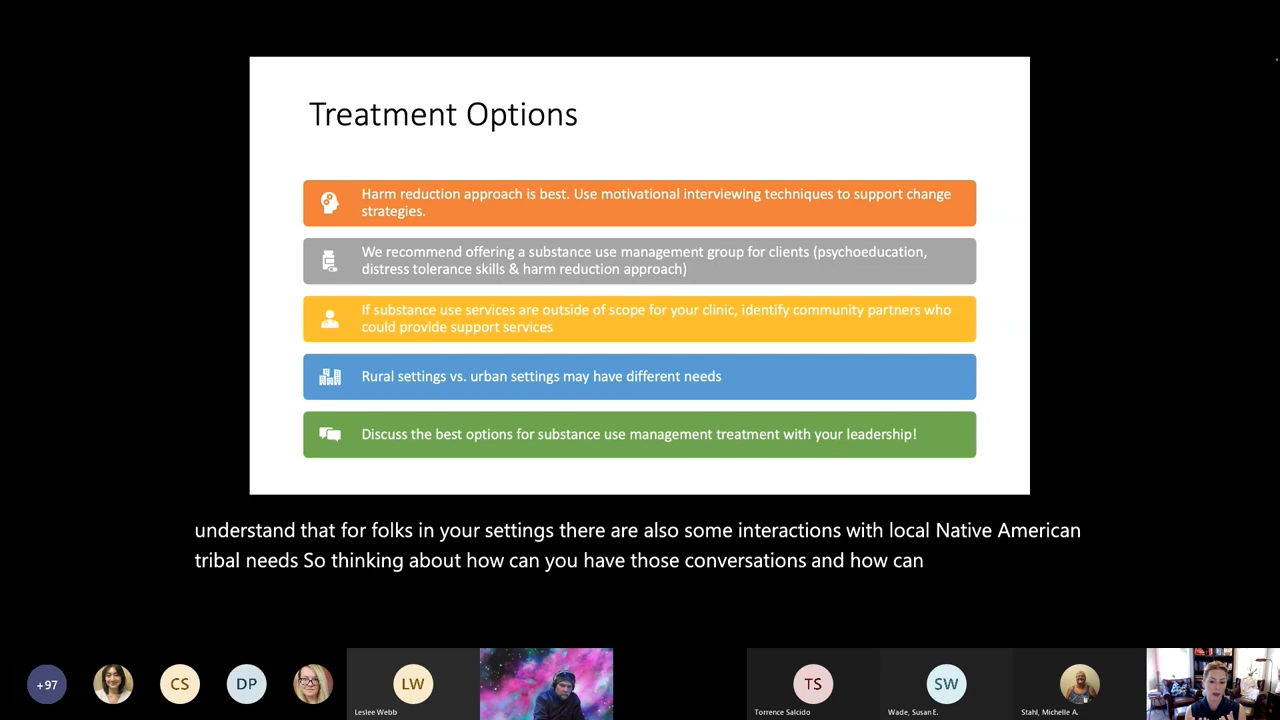 Treatment Options
Harm reduction approach is best. Use motivational interviewing techniques to support change
strategies.
We recommend offering a substance use management group for clients (psychoeducation,
distress tolerance skills & harm reduction approach)
If substance use services are outside of scope for your clinic, identify community partners who
could provide support services
Rural settings vs. urban settings may have different needs
Discuss the best options for substance use management treatment with your leadership!
understand that for folks in your settings there are also some interactions with local Native American
tribal needs So thinking about how can you have those conversations and how can
+97
CS
DP
LW
TS
SW
Leslee Webb
Torrence Salcido
Wade, Susan E.
Stahl, Michelle A.